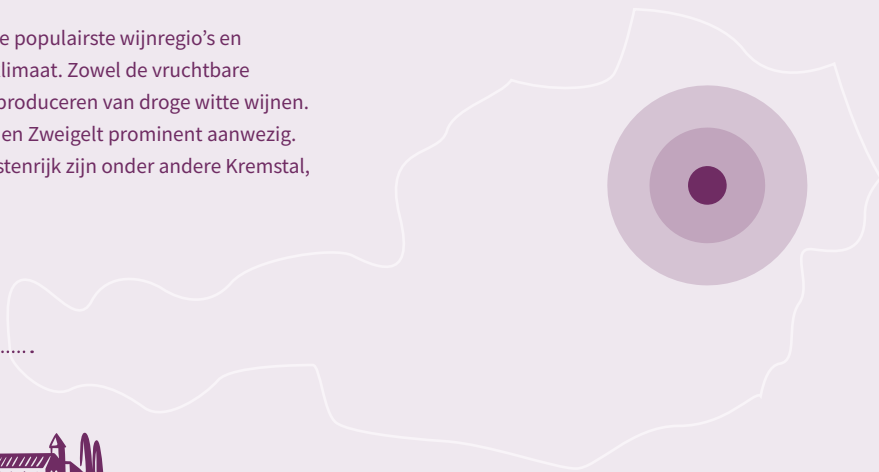 e populairste wijnregio’s en
limaat. Zowel de vruchtbare
produceren van droge witte wijnen.
en Zweigelt prominent aanwezig.
stenrijk zijn onder andere Kremstal,
......